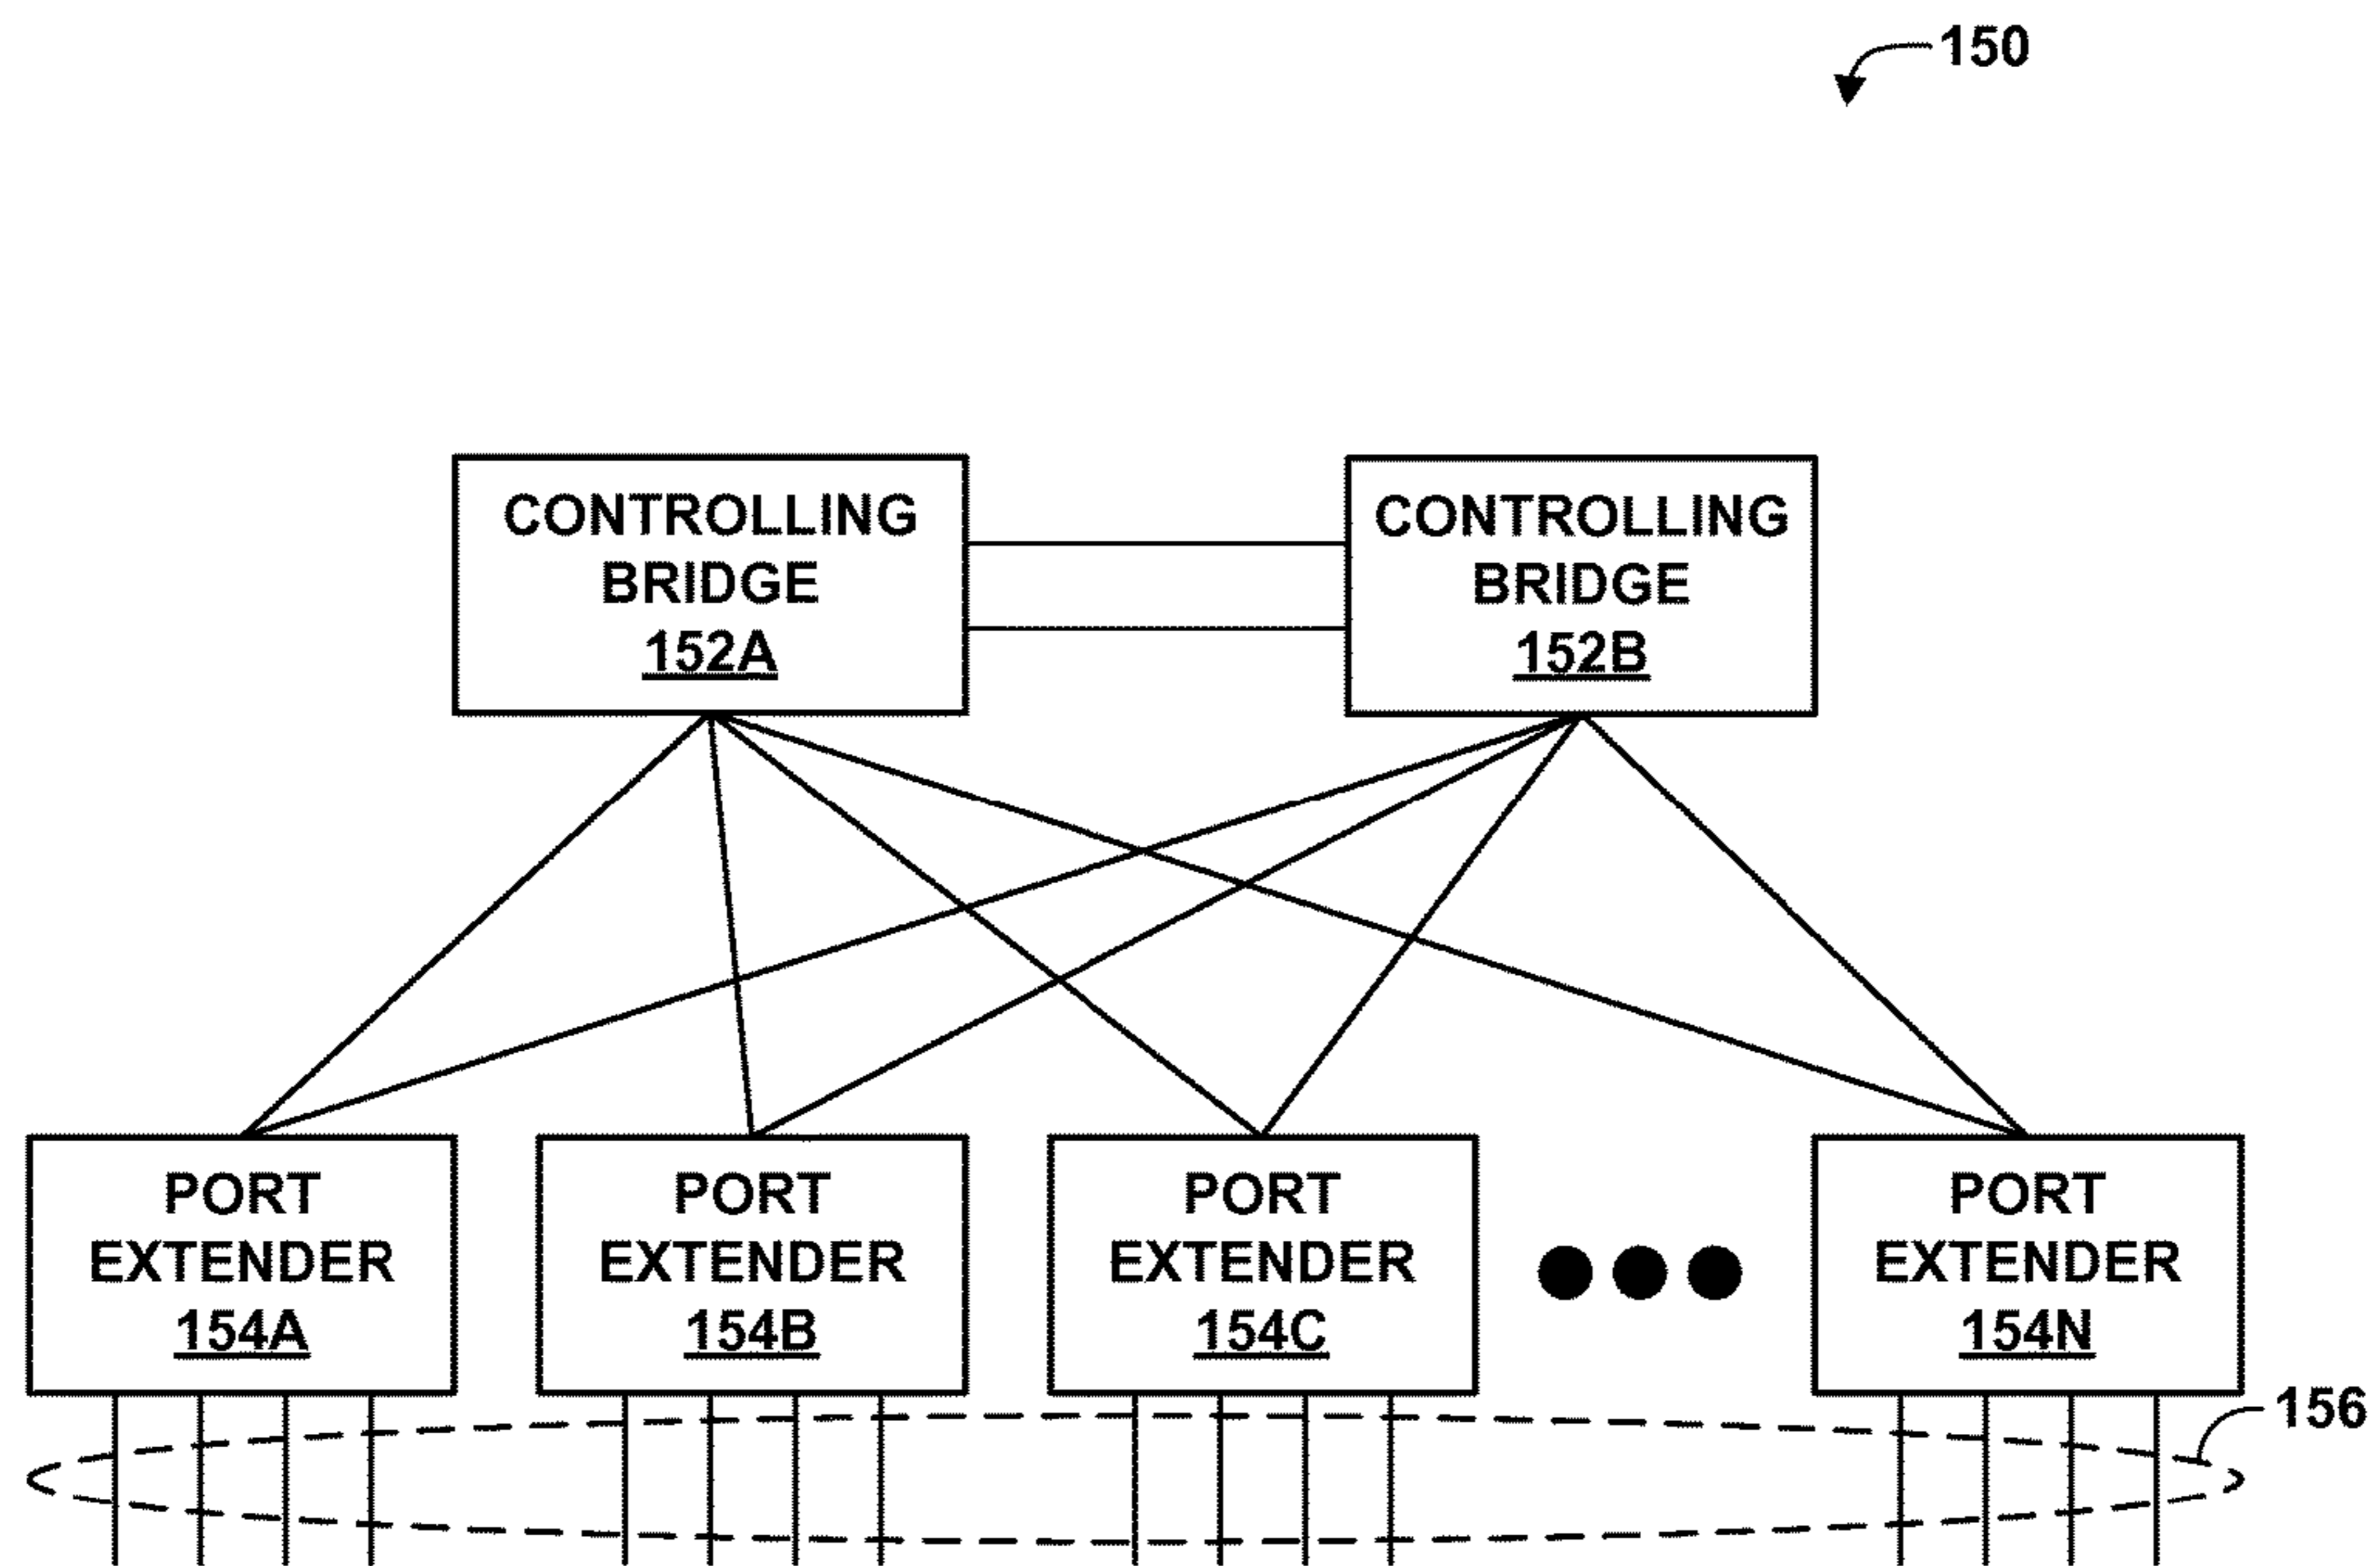 150
CONTROLLING
BRIDGE
152A
CONTROLLING
BRIDGE
152B
PORT
EXTENDER
154A
PORT
EXTENDER
154B
PORT
EXTENDER
154C
PORT
EXTENDER
154N
156